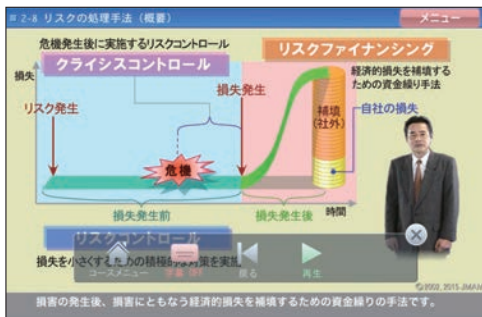 2-8 リスクの処理手法（概要）
メニュー
危機発生後に実施するリスクコントロール
クライシスコントロール
リスクファイナンシング
損失
経済的損失を補填する
ための資金繰り手法
損失発生
リスク発生
補填
（社外）
自社の損失
危機
損失発生前
損失発生後
時間
リスクコントロール
損失を小さくするための積極的な対策を実施
コースメニュー
字幕 OFF
戻る
再生
©2002, 2015 JMAM
損害の発生後、損害にともなう経済的損失を補填するための資金繰りの手法です。